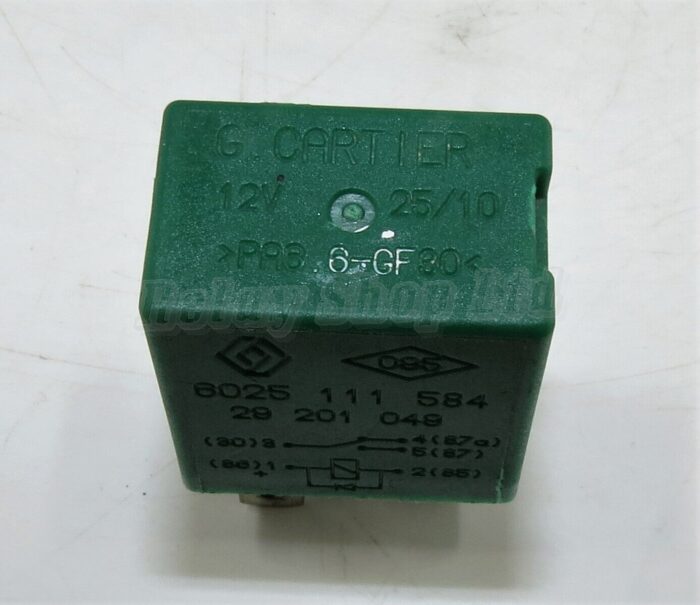 G. CARTIER
12V 25/10
>PA6. 6-GF30<
Rebuy Shop Ltd
095
6025 111 584
29 201 049
(30)3 4(87a)
5(87)
(86)1 2(85)
+